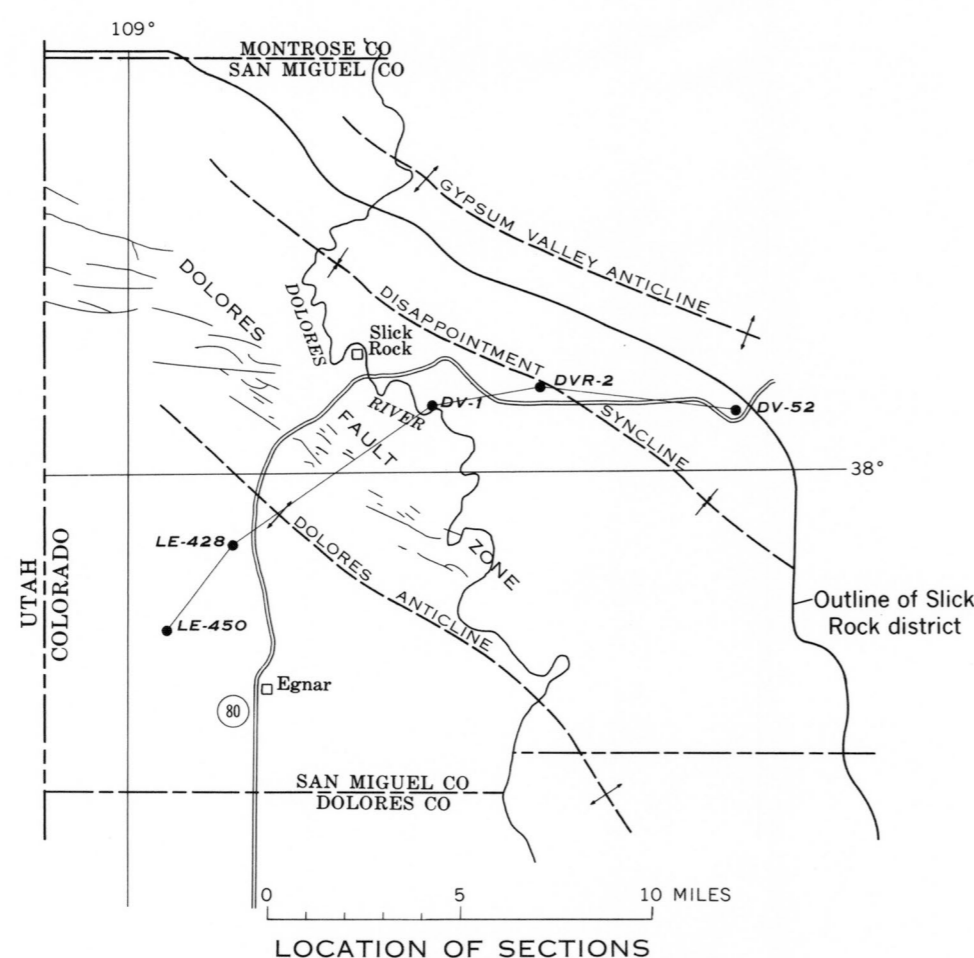 109°
MONTROSE CO
SAN MIGUEL CO
GYPSUM VALLEY ANTICLINE
DOLORES
DOLORES
DISAPPOINTMENT
Slick
Rock
DVR-2
DV-1
DV-52
RIVER
SYNCLINE
FAULT
38°
LE-428
DOLORES
ZONE
UTAH
COLORADO
ANTICLINE
Outline of Slick
Rock district
LE-450
Egnar
80
SAN MIGUEL CO
DOLORES CO
0 5 10 MILES
LOCATION OF SECTIONS